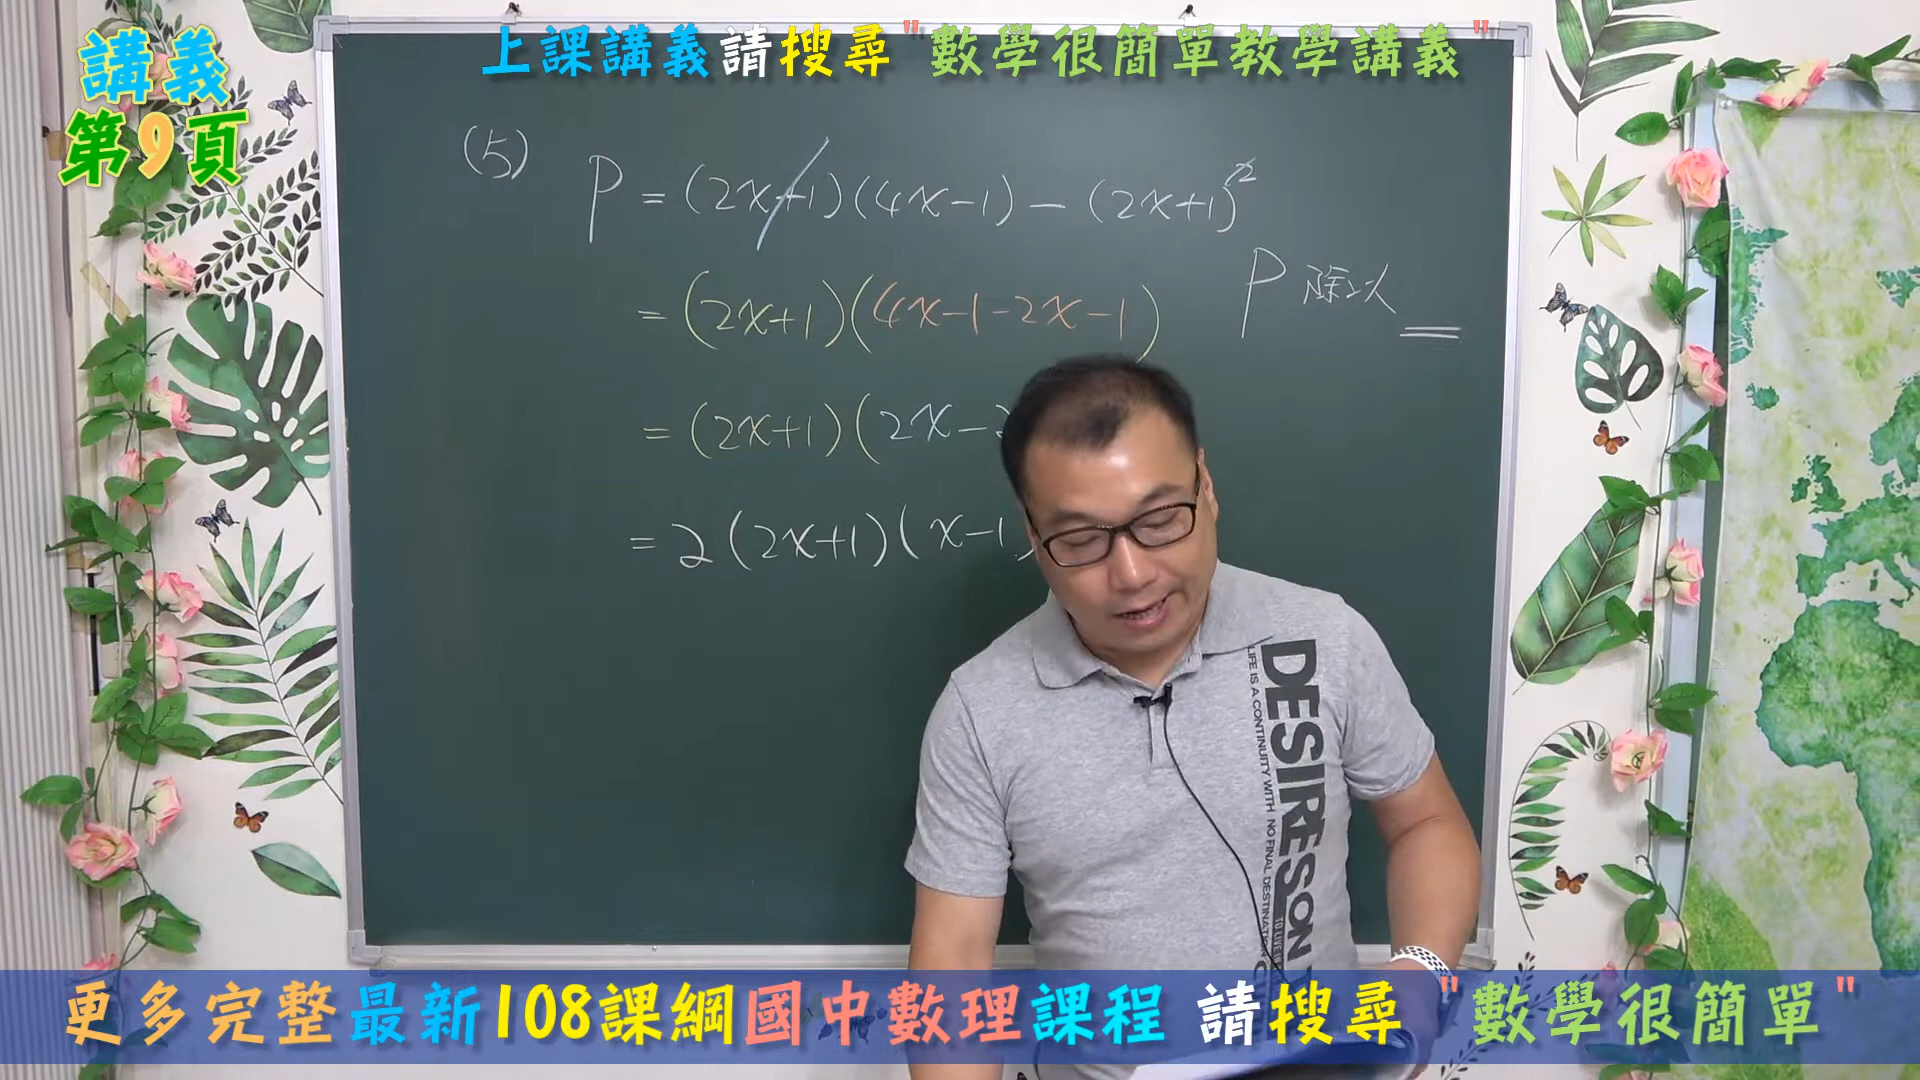 講義
第9頁
上課講義請搜尋"數學很簡單教學講義"
(5) P = (2x+1)(4x-1) - (2x+1)²
= (2x+1)(4x-1-2x-1)
P 除以
= (2x+1)(2x-2
= 2(2x+1)(x-1)
DESIRESON
LIFE IS A CONTINUITY WITH NO FINAL
更多完整最新108課綱國中數理課程 請搜尋"數學很簡單"